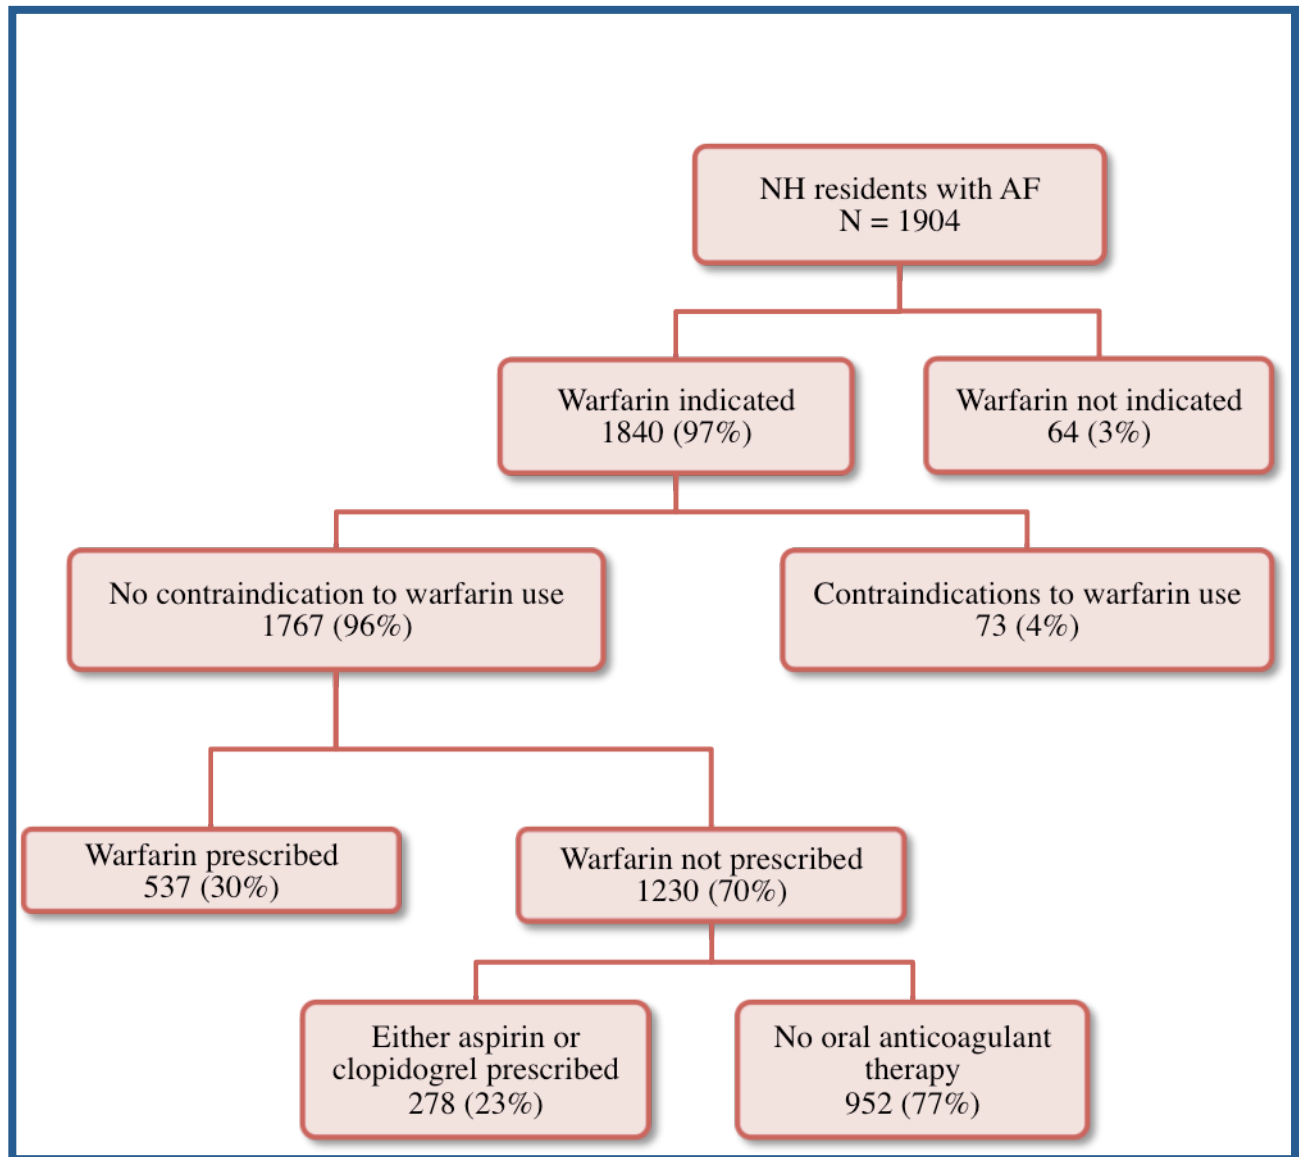 NH residents with AF
N = 1904
Warfarin indicated
1840 (97%)
Warfarin not indicated
64 (3%)
No contraindication to warfarin use
1767 (96%)
Contraindications to warfarin use
73 (4%)
Warfarin prescribed
537 (30%)
Warfarin not prescribed
1230 (70%)
Either aspirin or
clopidogrel prescribed
278 (23%)
No oral anticoagulant
therapy
952 (77%)